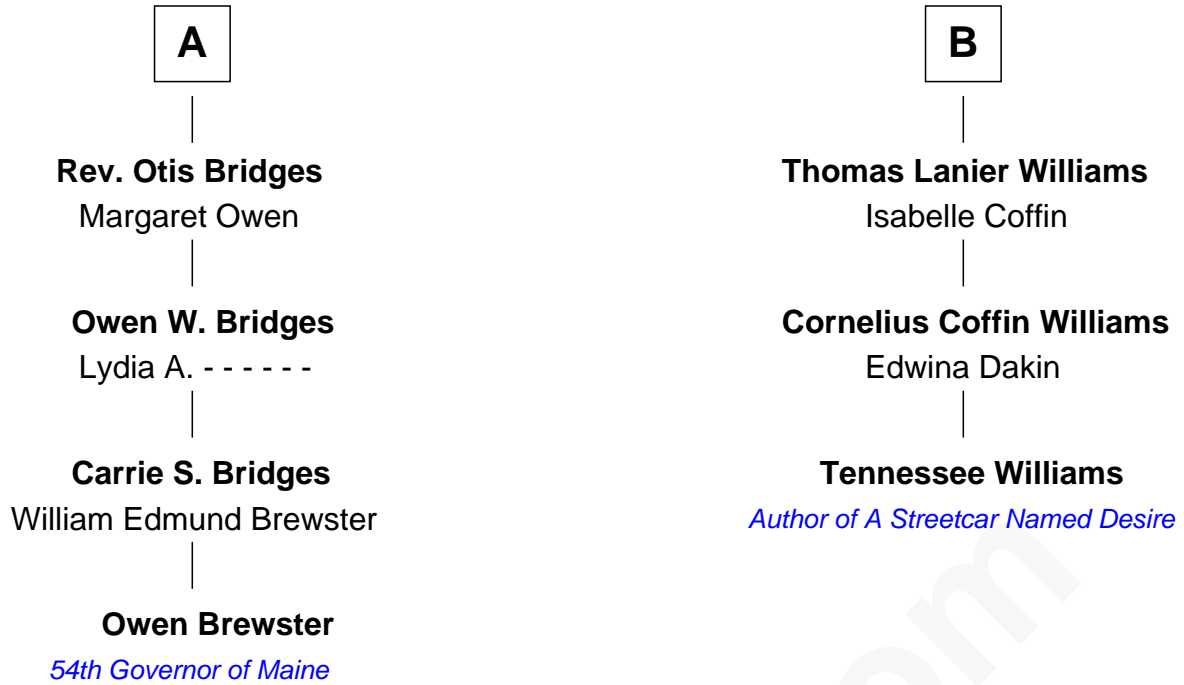 A
Rev. Otis Bridges
Margaret Owen
Owen W. Bridges
Lydia A. - - - - - -
Carrie S. Bridges
William Edmund Brewster
Owen Brewster
54th Governor of Maine
B
Thomas Lanier Williams
Isabelle Coffin
Cornelius Coffin Williams
Edwina Dakin
Tennessee Williams
Author of A Streetcar Named Desire
om